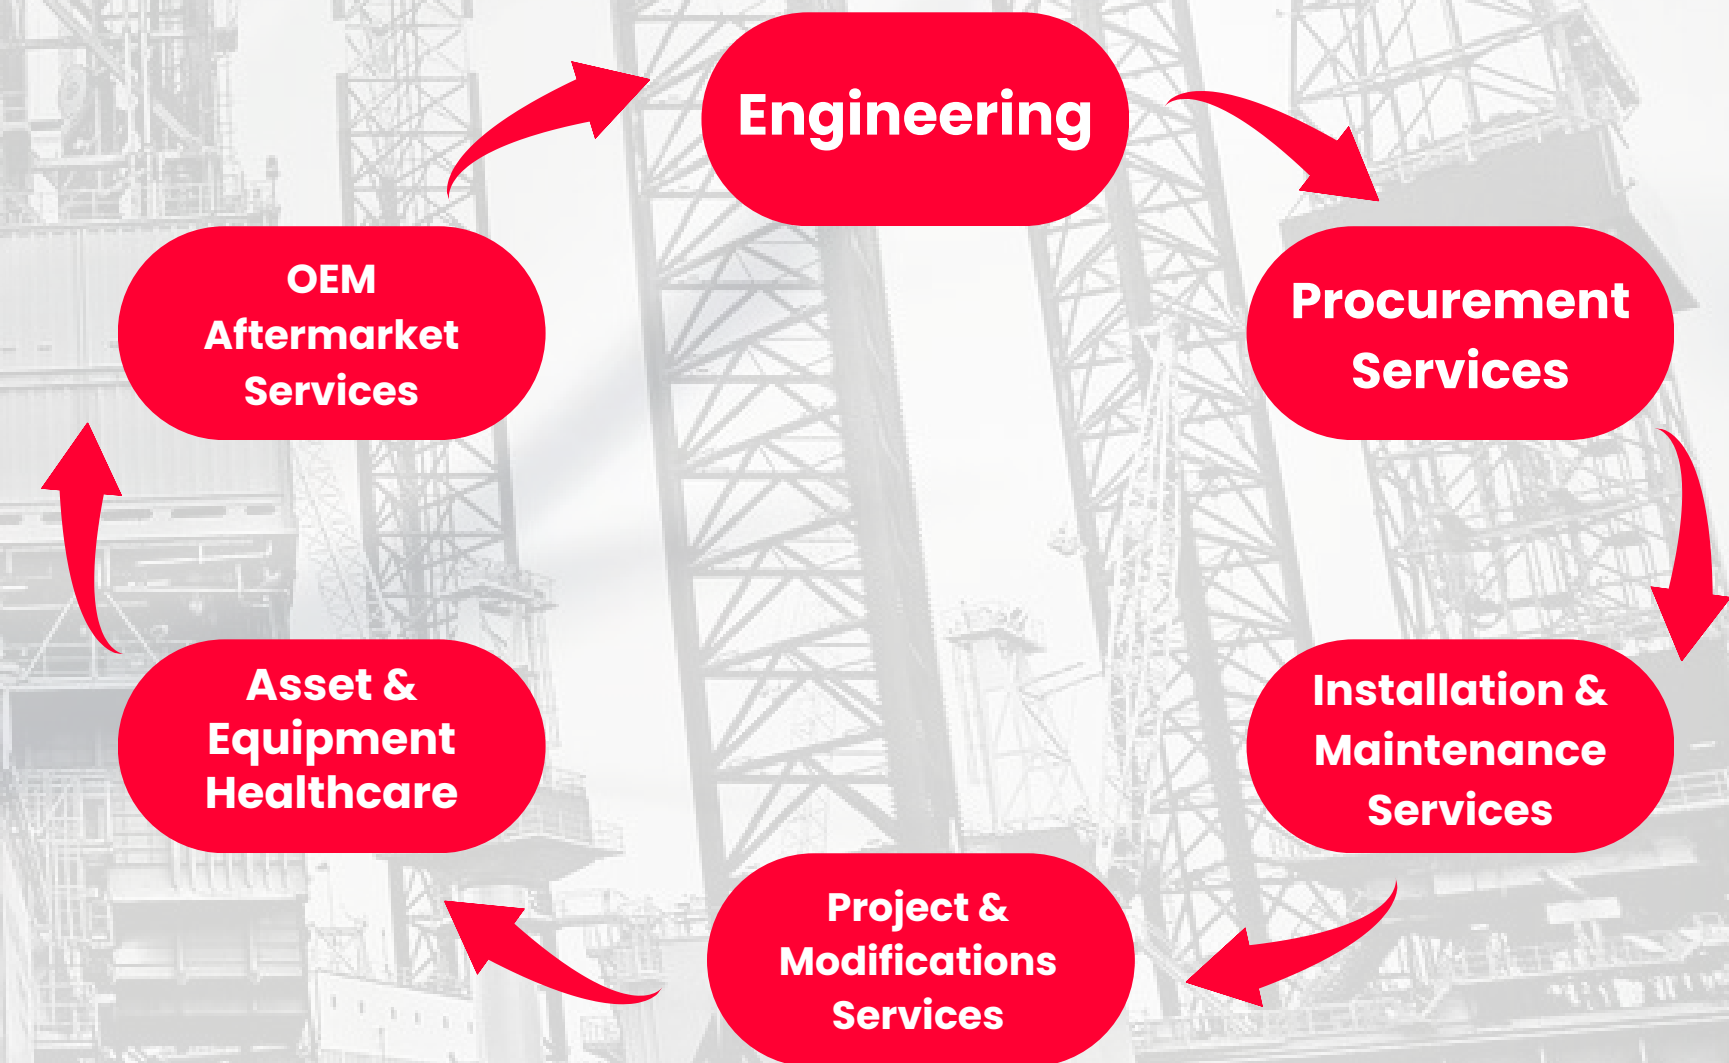 Engineering
Procurement
Services
Installation &
Maintenance
Services
Project &
Modifications
Services
Asset &
Equipment
Healthcare
OEM
Aftermarket
Services